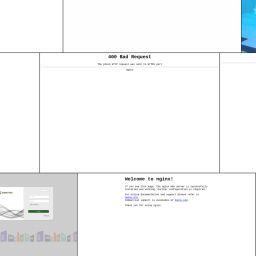 400 Bad Request
The plain HTTP request was sent to HTTPS port
nginx
Welcome to nginx!
If you see this page, the nginx web server is successfully
installed and working. Further configuration is required.
For online documentation and support please refer to
nginx.org.
Commercial support is available at nginx.com.
Thank you for using nginx.